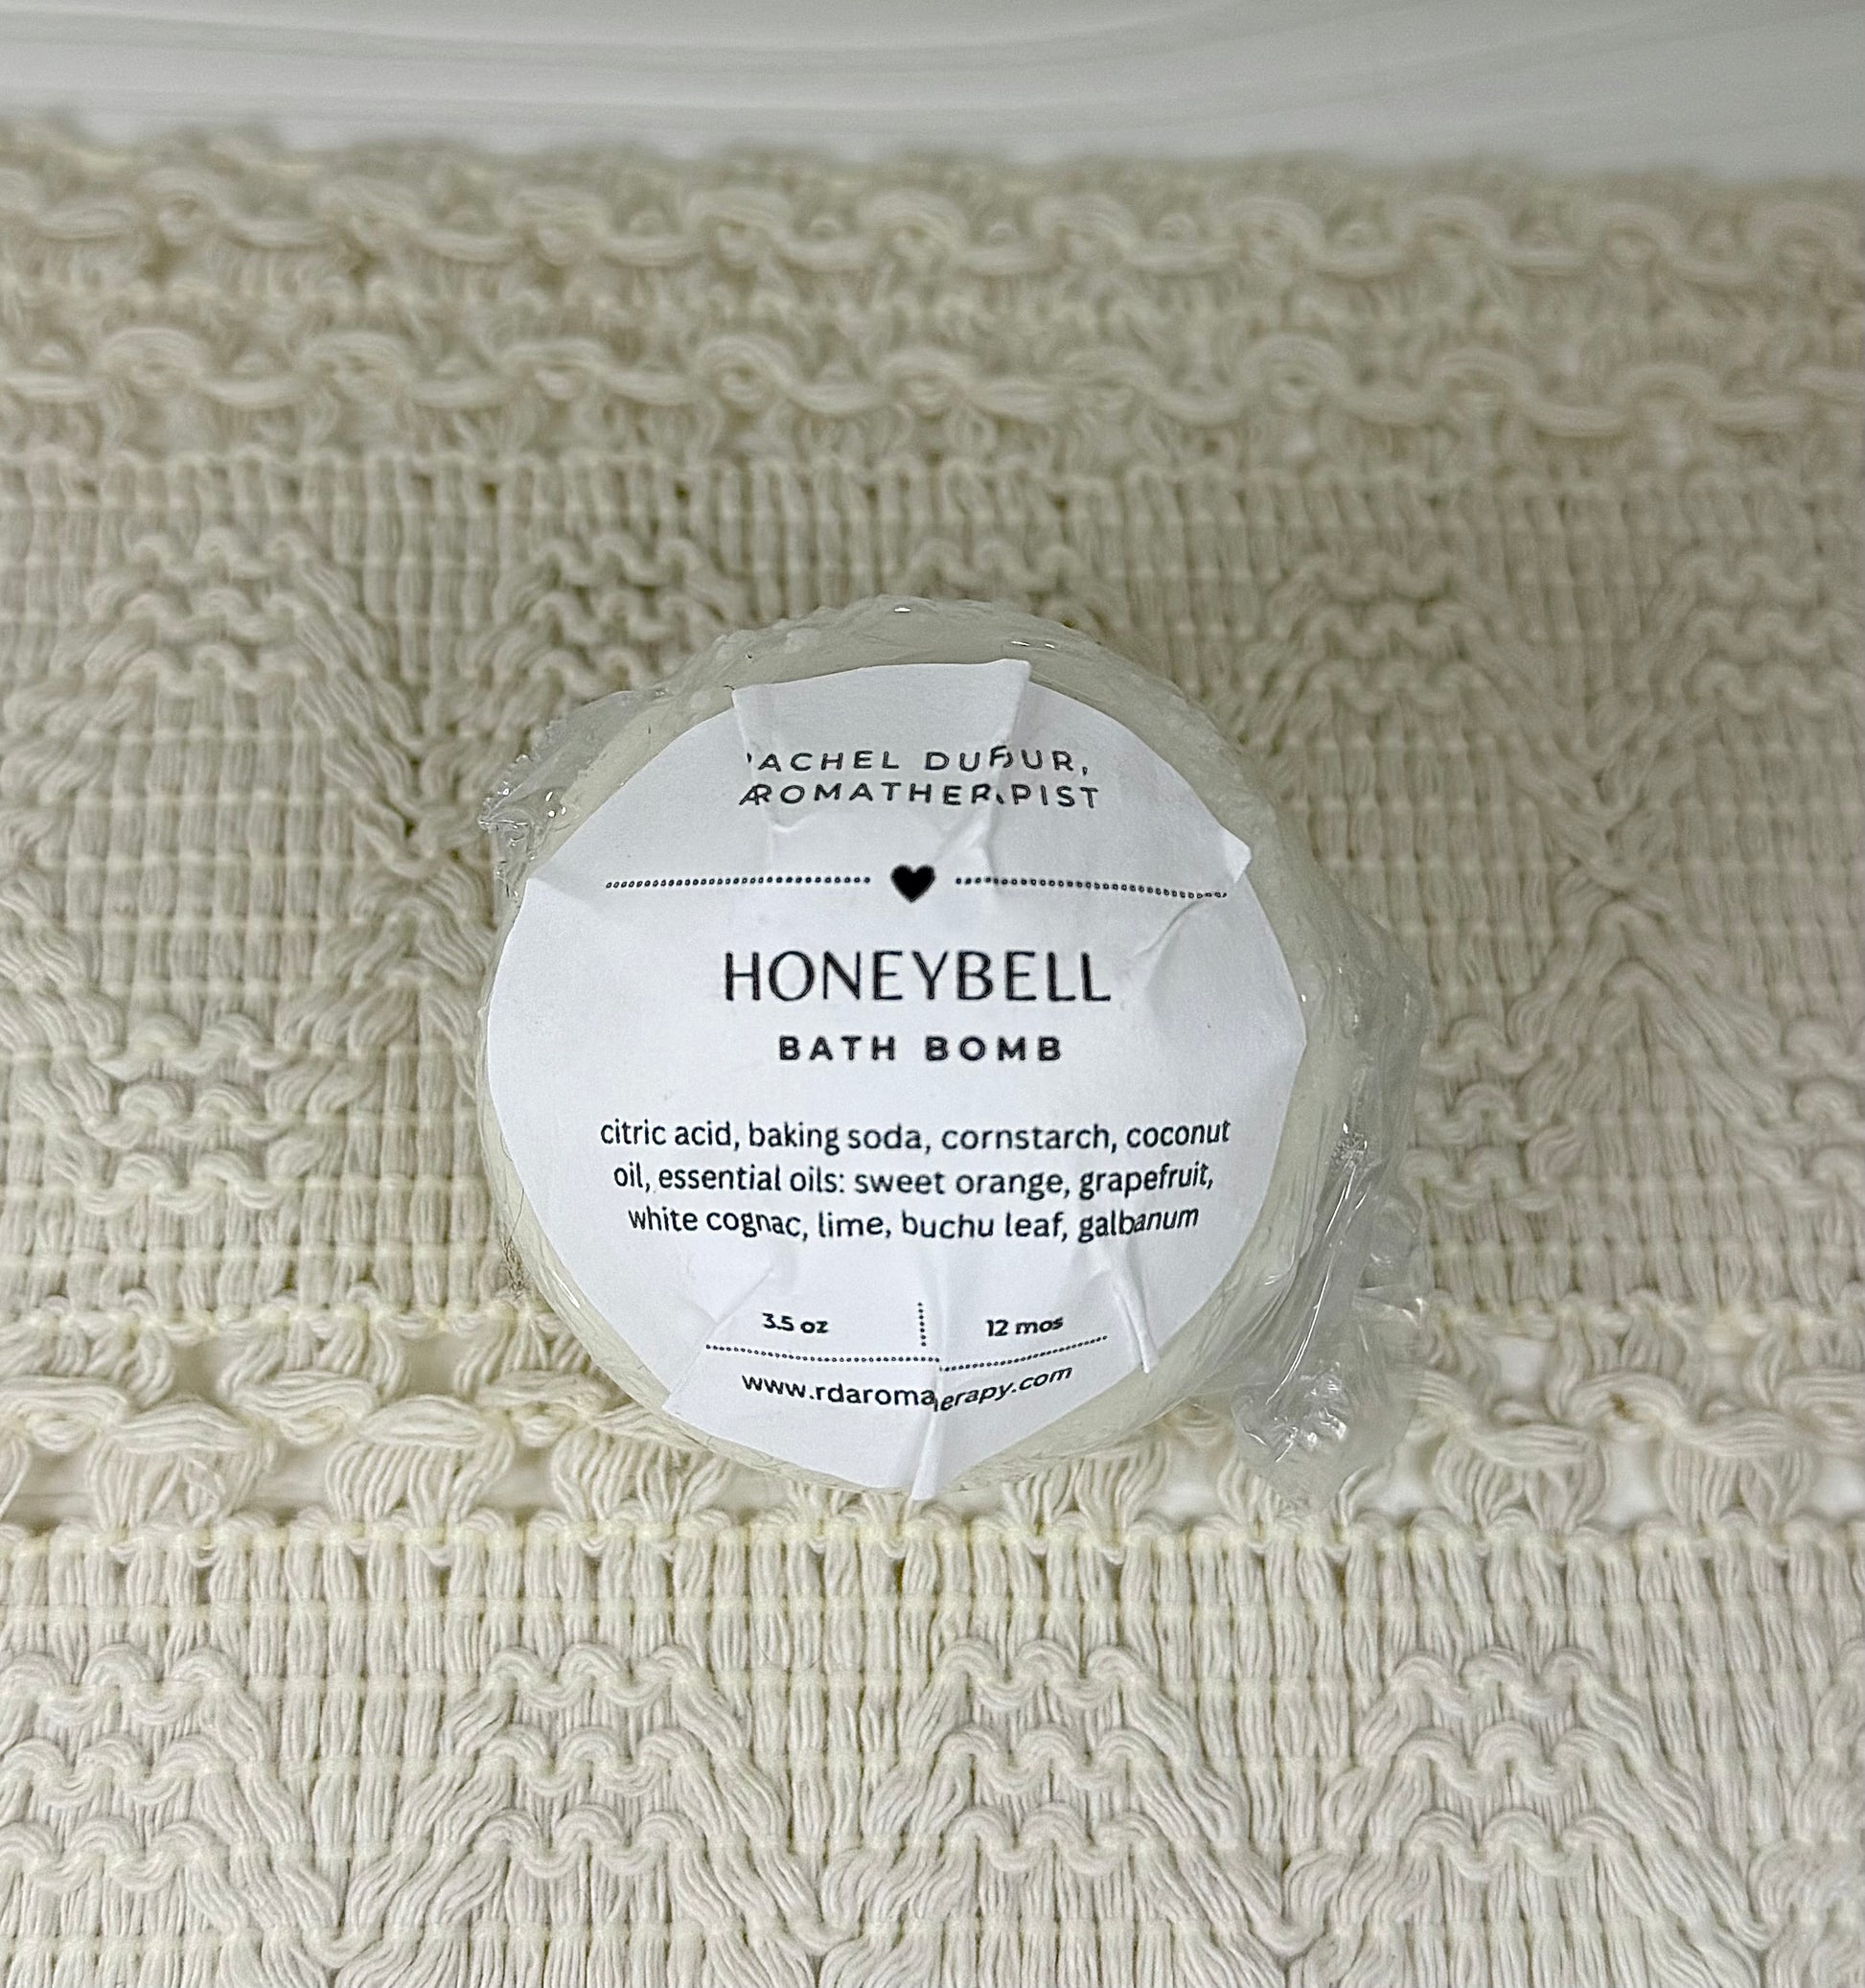 ACHEL DUFOUR,
AROMATHERAPIST
HONEYBELL
BATH BOMB
citric acid, baking soda, cornstarch, coconut
oil, essential oils: sweet orange, grapefruit,
white cognac, lime, buchu leaf, galbanum
3.5 oz 12 mos
www.rdaromatherapy.com